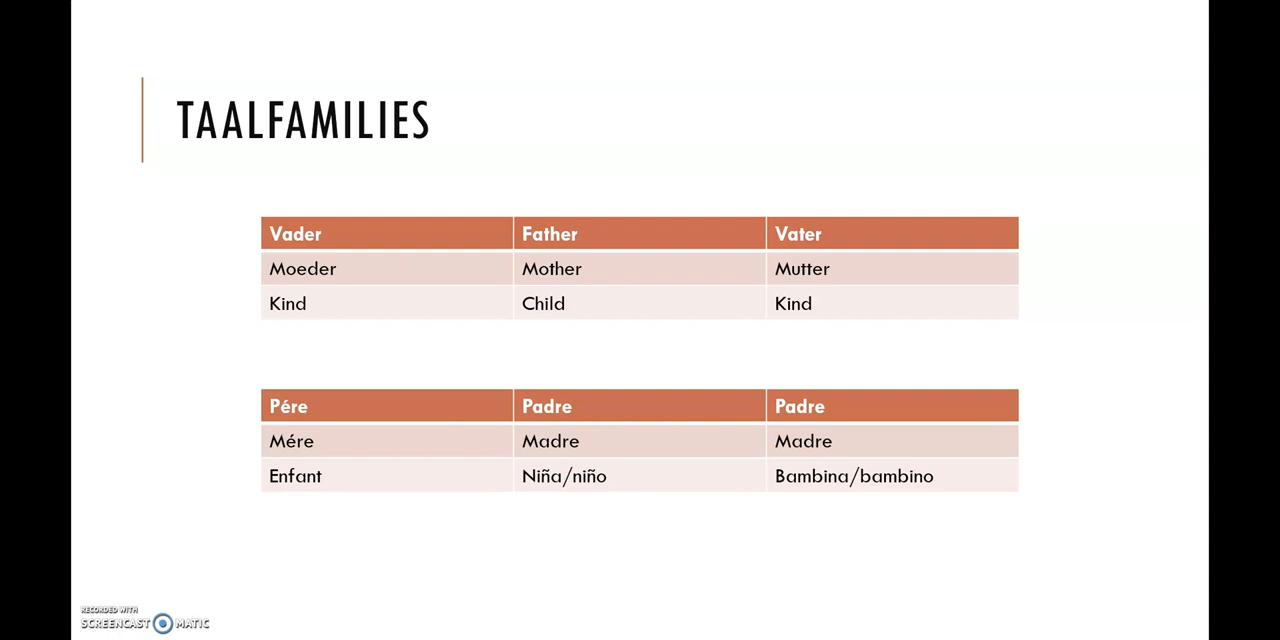 TAALFAMILIES
Vader Father Vater
Moeder Mother Mutter
Kind Child Kind
Pére Padre Padre
Mére Madre Madre
Enfant Niña/niño Bambina/bambino
RECORDED WITH
SCREENCAST MATIC